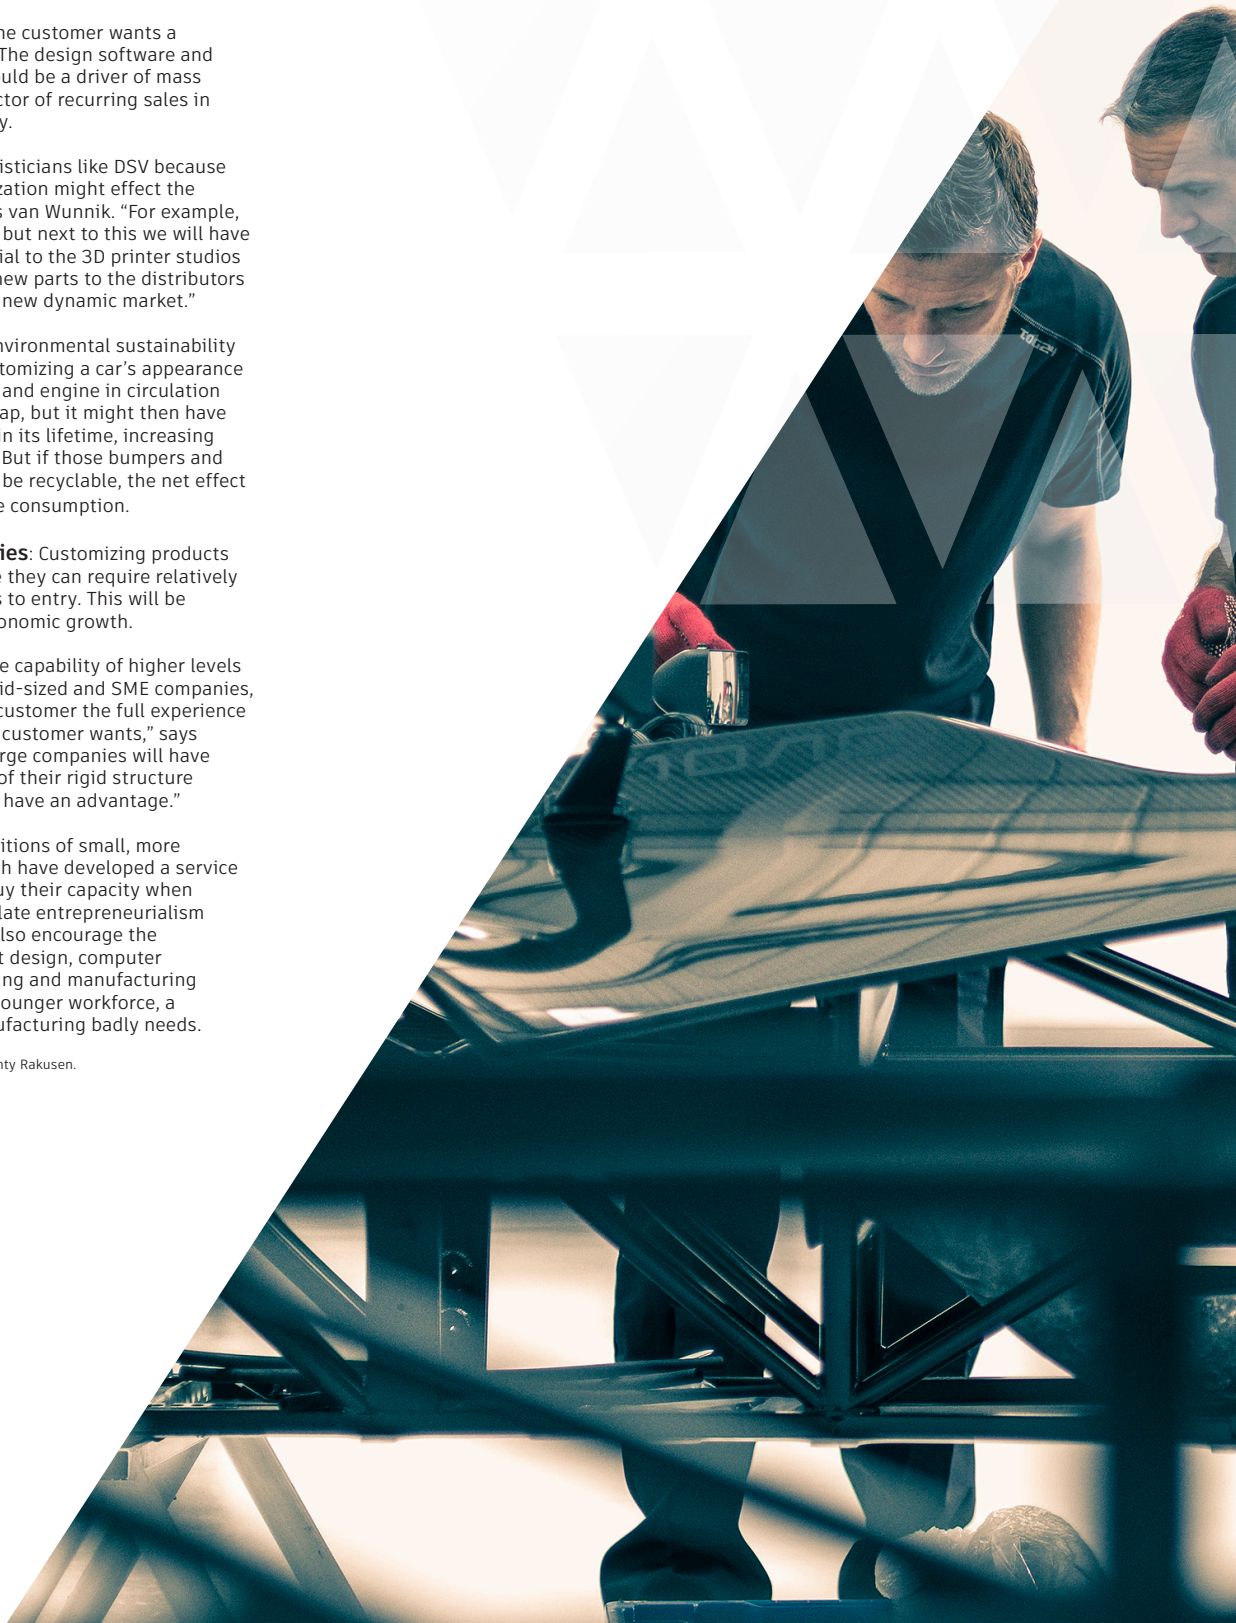 ne customer wants a
The design software and
uld be a driver of mass
ctor of recurring sales in
y.
isticians like DSV because
zation might effect the
s van Wunnik. “For example,
but next to this we will have
ial to the 3D printer studios
new parts to the distributors
new dynamic market.”
nvironmental sustainability
tomizing a car’s appearance
and engine in circulation
ap, but it might then have
in its lifetime, increasing
But if those bumpers and
be recyclable, the net effect
e consumption.
ies: Customizing products
e they can require relatively
s to entry. This will be
onomic growth.
e capability of higher levels
id-sized and SME companies,
customer the full experience
customer wants,” says
rge companies will have
of their rigid structure
have an advantage.”
itions of small, more
h have developed a service
uy their capacity when
late entrepreneurialism
lso encourage the
t design, computer
ng and manufacturing
ounger workforce, a
ufacturing badly needs.
nty Rakusen.
TOG24